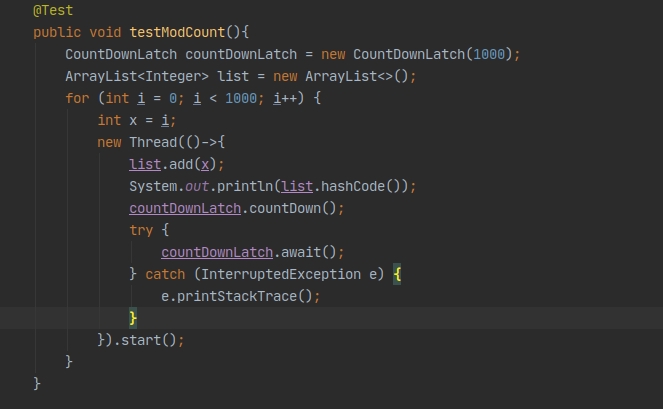 @Test
public void testModCount(){
CountDownLatch countDownLatch = new CountDownLatch(1000);
ArrayList<Integer> list = new ArrayList<>();
for (int i = 0; i < 1000; i++) {
int x = i;
new Thread(()->{
list.add(x);
System.out.println(list.hashCode());
countDownLatch.countDown();
try {
countDownLatch.await();
} catch (InterruptedException e) {
e.printStackTrace();
}
}).start();
}
}